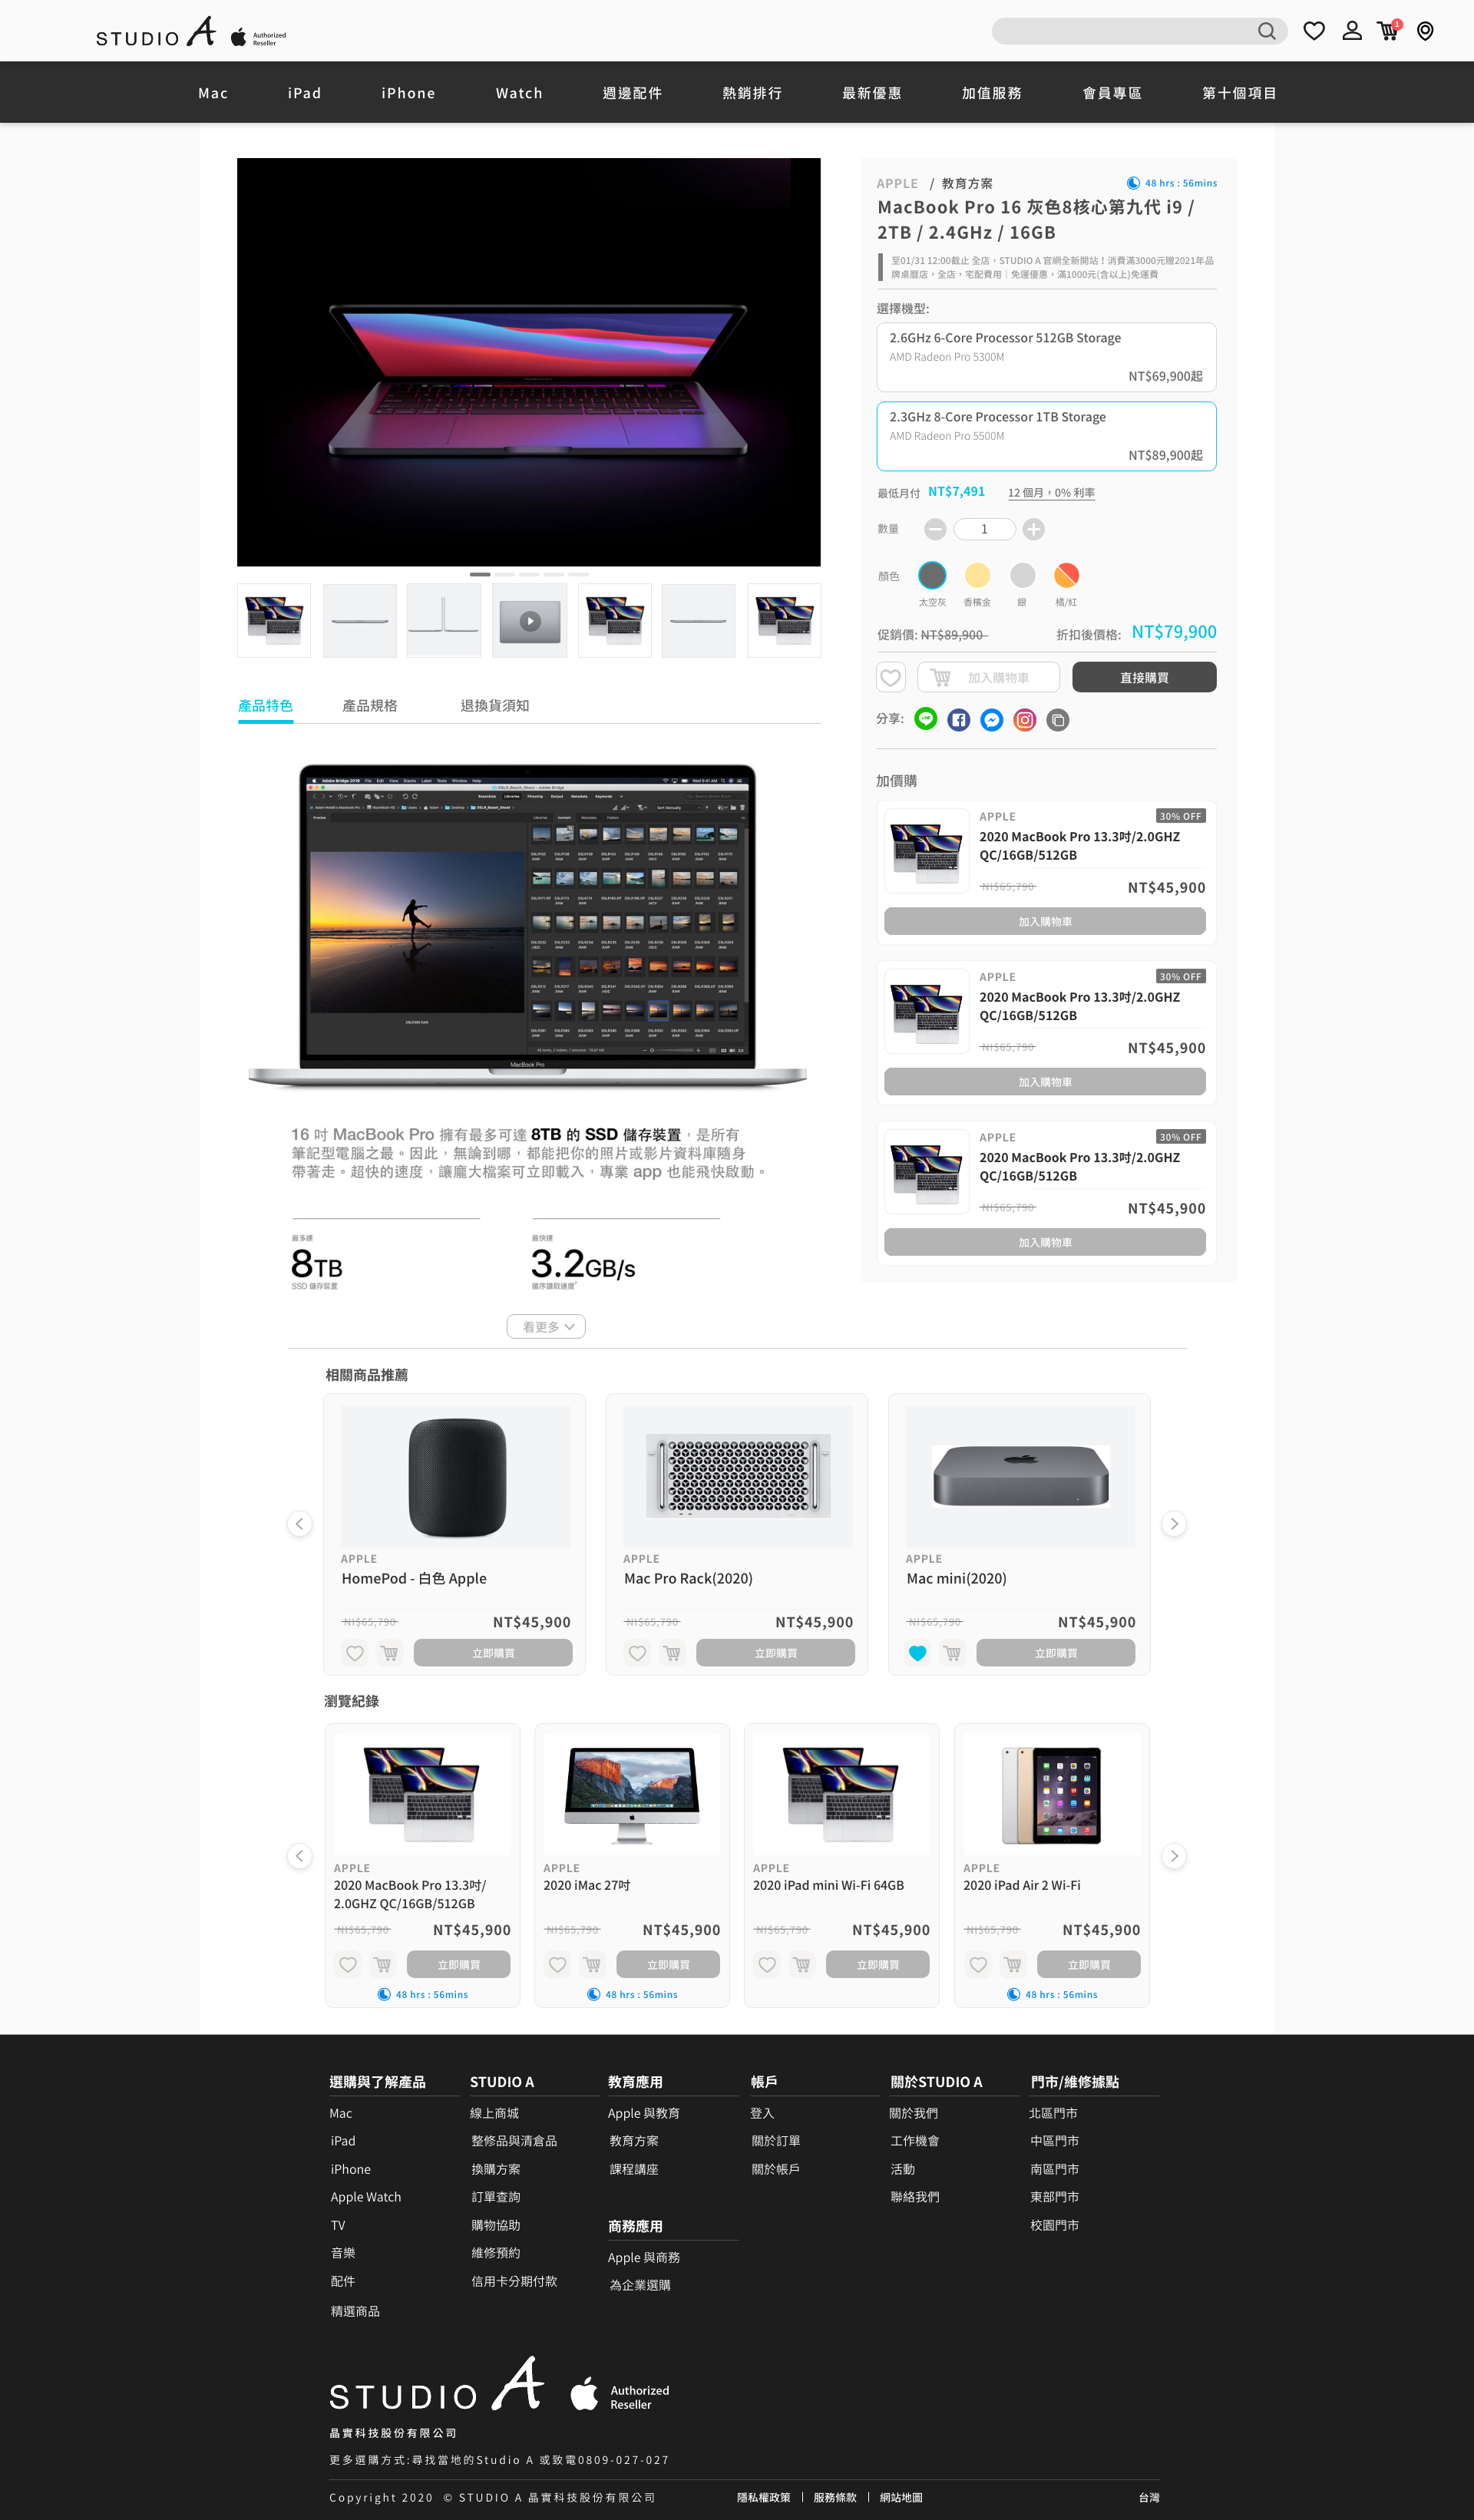 STUDIO A Authorized Reseller
1
Mac iPad iPhone Watch 週邊配件 熱銷排行 最新優惠 加值服務 會員專區 第十個項目
APPLE / 教育方案 48 hrs : 56mins
MacBook Pro 16 灰色8核心第九代 i9 /
2TB / 2.4GHz / 16GB
至01/31 12:00截止 全店，STUDIO A 官網全新開站！消費滿3000元贈2021年品
牌桌曆店，全店，宅配費用｜免運優惠，滿1000元(含以上)免運費
選擇機型:
2.6GHz 6-Core Processor 512GB Storage
AMD Radeon Pro 5300M
NT$69,900起
2.3GHz 8-Core Processor 1TB Storage
AMD Radeon Pro 5500M
NT$89,900起
最低月付 NT$7,491 12 個月，0% 利率
數量 1
顏色
太空灰 香檳金 銀 橘/紅
促銷價: NT$89,900 折扣後價格: NT$79,900
加入購物車 直接購買
分享:
產品特色 產品規格 退換貨須知
MacBook Pro
16 吋 MacBook Pro 擁有最多可達 8TB 的 SSD 儲存裝置，是所有
筆記型電腦之最。因此，無論到哪，都能把你的照片或影片資料庫隨身
帶著走。超快的速度，讓龐大檔案可立即載入，專業 app 也能飛快啟動。
最多達 最快達
8TB 3.2GB/s
SSD 儲存裝置 循序讀取速度
看更多
加價購
APPLE 30% OFF
2020 MacBook Pro 13.3吋/2.0GHZ
QC/16GB/512GB
NT$65,790 NT$45,900
加入購物車
APPLE 30% OFF
2020 MacBook Pro 13.3吋/2.0GHZ
QC/16GB/512GB
NT$65,790 NT$45,900
加入購物車
APPLE 30% OFF
2020 MacBook Pro 13.3吋/2.0GHZ
QC/16GB/512GB
NT$65,790 NT$45,900
加入購物車
相關商品推薦
APPLE APPLE APPLE
HomePod - 白色 Apple Mac Pro Rack(2020) Mac mini(2020)
NT$65,790 NT$45,900 NT$65,790 NT$45,900 NT$65,790 NT$45,900
立即購買 立即購買 立即購買
瀏覽紀錄
APPLE APPLE APPLE APPLE
2020 MacBook Pro 13.3吋/ 2020 iMac 27吋 2020 iPad mini Wi-Fi 64GB 2020 iPad Air 2 Wi-Fi
2.0GHZ QC/16GB/512GB
NT$65,790 NT$45,900 NT$65,790 NT$45,900 NT$65,790 NT$45,900 NT$65,790 NT$45,900
立即購買 立即購買 立即購買 立即購買
48 hrs : 56mins 48 hrs : 56mins 48 hrs : 56mins
選購與了解產品 STUDIO A 教育應用 帳戶 關於STUDIO A 門市/維修據點
Mac 線上商城 Apple 與教育 登入 關於我們 北區門市
iPad 整修品與清倉品 教育方案 關於訂單 工作機會 中區門市
iPhone 換購方案 課程講座 關於帳戶 活動 南區門市
Apple Watch 訂單查詢 聯絡我們 東部門市
TV 購物協助 商務應用 校園門市
音樂 維修預約 Apple 與商務
配件 信用卡分期付款 為企業選購
精選商品
STUDIO A Authorized Reseller
晶實科技股份有限公司
更多選購方式:尋找當地的Studio A 或致電0809-027-027
Copyright 2020 © STUDIO A 晶實科技股份有限公司 隱私權政策 | 服務條款 | 網站地圖 台灣